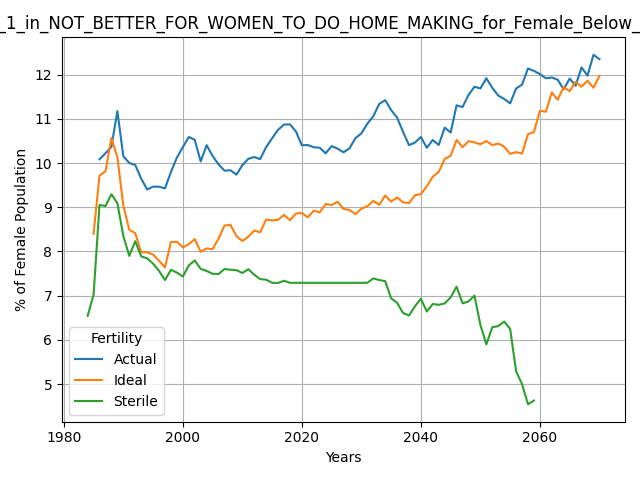 _1_in_NOT_BETTER_FOR_WOMEN_TO_DO_HOME_MAKING_for_Female_Below_
% of Female Population
12
11
10
9
8
7
6
5
Fertility
Actual
Ideal
Sterile
1980 2000 2020 2040 2060
Years